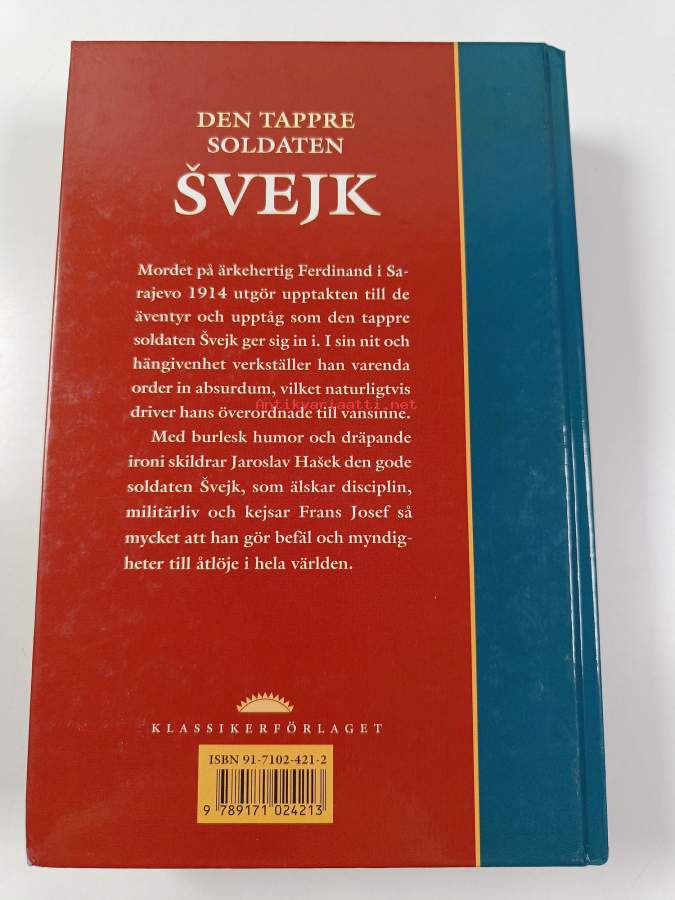 DEN TAPPRE
SOLDATEN
ŠVEJK
Mordet på ärkehertig Ferdinand i Sa-
rajevo 1914 utgör upptakten till de
äventyr och upptåg som den tappre
soldaten Švejk ger sig in i. I sin nit och
hängivenhet verkställer han varenda
order in absurdum, vilket naturligtvis
Antikvariaatti.net
driver hans överordnade till vansinne.
Med burlesk humor och dräpande
ironi skildrar Jaroslav Hašek den gode
soldaten Švejk, som älskar disciplin,
militärliv och kejsar Frans Josef så
mycket att han gör befäl och myndig-
heter till åtlöje i hela världen.
KLASSIKERFÖRLAGET
ISBN 91-7102-421-2
9 789171 024213